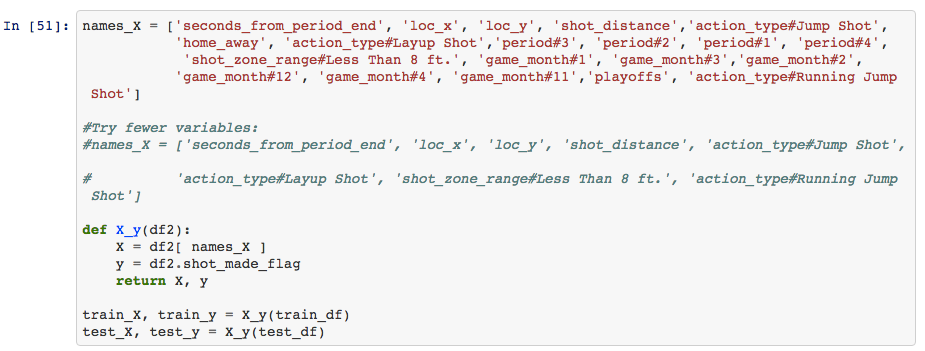 In [51]: names_X = ['seconds_from_period_end', 'loc_x', 'loc_y', 'shot_distance','action_type#Jump Shot',
'home_away', 'action_type#Layup Shot','period#3', 'period#2', 'period#1', 'period#4',
'shot_zone_range#Less Than 8 ft.', 'game_month#1', 'game_month#3','game_month#2',
'game_month#12', 'game_month#4', 'game_month#11','playoffs', 'action_type#Running Jump
Shot']
#Try fewer variables:
#names_X = ['seconds_from_period_end', 'loc_x', 'loc_y', 'shot_distance', 'action_type#Jump Shot',
#          'action_type#Layup Shot', 'shot_zone_range#Less Than 8 ft.', 'action_type#Running Jump
Shot']
def X_y(df2):
    X = df2[ names_X ]
    y = df2.shot_made_flag
    return X, y
train_X, train_y = X_y(train_df)
test_X, test_y = X_y(test_df)